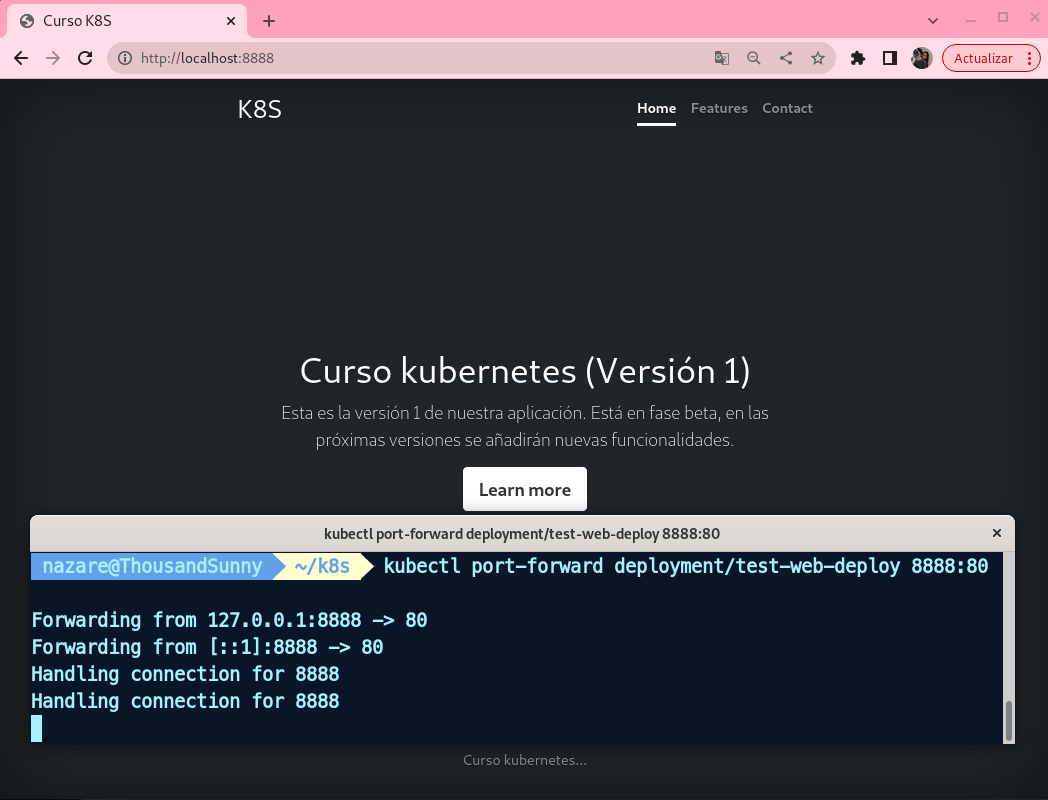 Curso K8S
http://localhost:8888
Actualizar
K8S
Home Features Contact
Curso kubernetes (Versión 1)
Esta es la versión 1 de nuestra aplicación. Está en fase beta, en las
próximas versiones se añadirán nuevas funcionalidades.
Learn more
kubectl port-forward deployment/test-web-deploy 8888:80
nazare@ThousandSunny ~/k8s kubectl port-forward deployment/test-web-deploy 8888:80
Forwarding from 127.0.0.1:8888 -> 80
Forwarding from [::1]:8888 -> 80
Handling connection for 8888
Handling connection for 8888
Curso kubernetes...